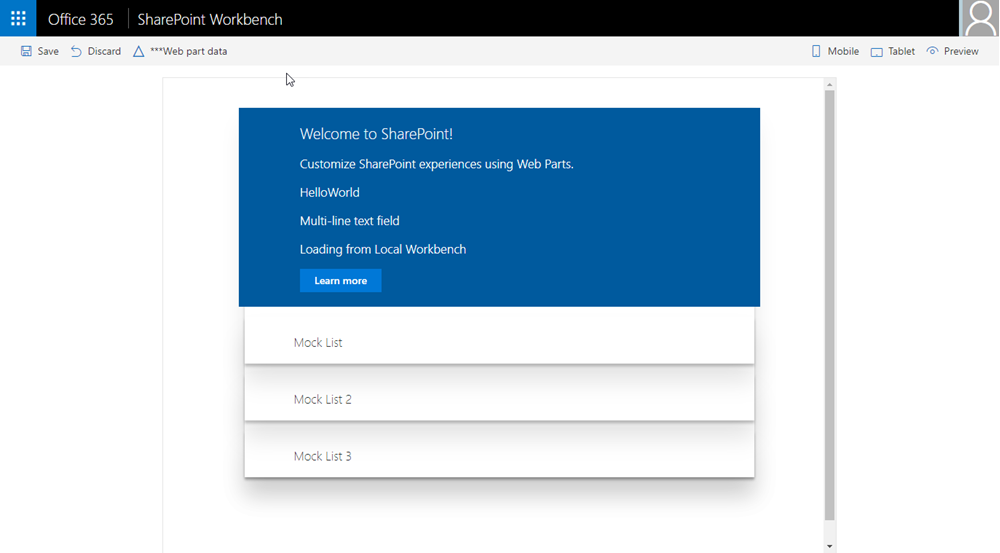 Office 365 SharePoint Workbench
Save Discard ***Web part data Mobile Tablet Preview
Welcome to SharePoint!
Customize SharePoint experiences using Web Parts.
HelloWorld
Multi-line text field
Loading from Local Workbench
Learn more
Mock List
Mock List 2
Mock List 3